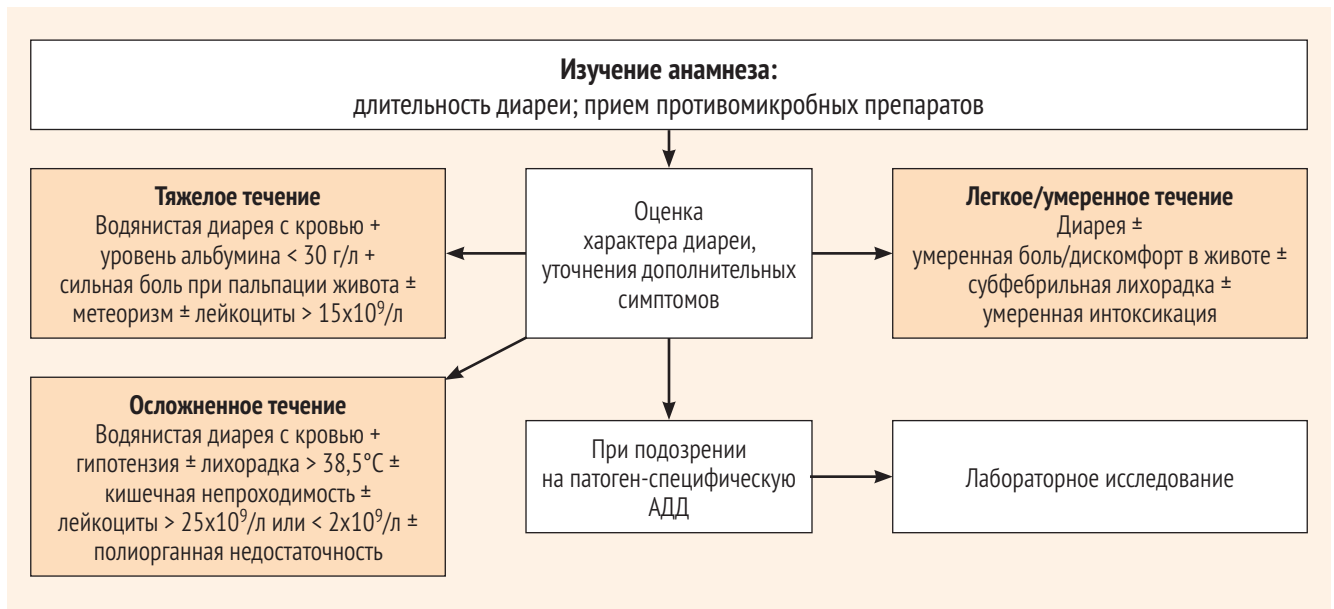 Изучение анамнеза:
длительность диареи; прием противомикробных препаратов
Тяжелое течение
Водянистая диарея с кровью +
уровень альбумина < 30 г/л +
сильная боль при пальпации живота ±
метеоризм ± лейкоциты > 15х10⁹/л
Оценка
характера диареи,
уточнения дополнительных
симптомов
Легкое/умеренное течение
Диарея ±
умеренная боль/дискомфорт в животе ±
субфебрильная лихорадка ±
умеренная интоксикация
Осложненное течение
Водянистая диарея с кровью +
гипотензия ± лихорадка > 38,5°C ±
кишечная непроходимость ±
лейкоциты > 25х10⁹/л или < 2х10⁹/л ±
полиорганная недостаточность
При подозрении
на патоген-специфическую
АДД
Лабораторное исследование